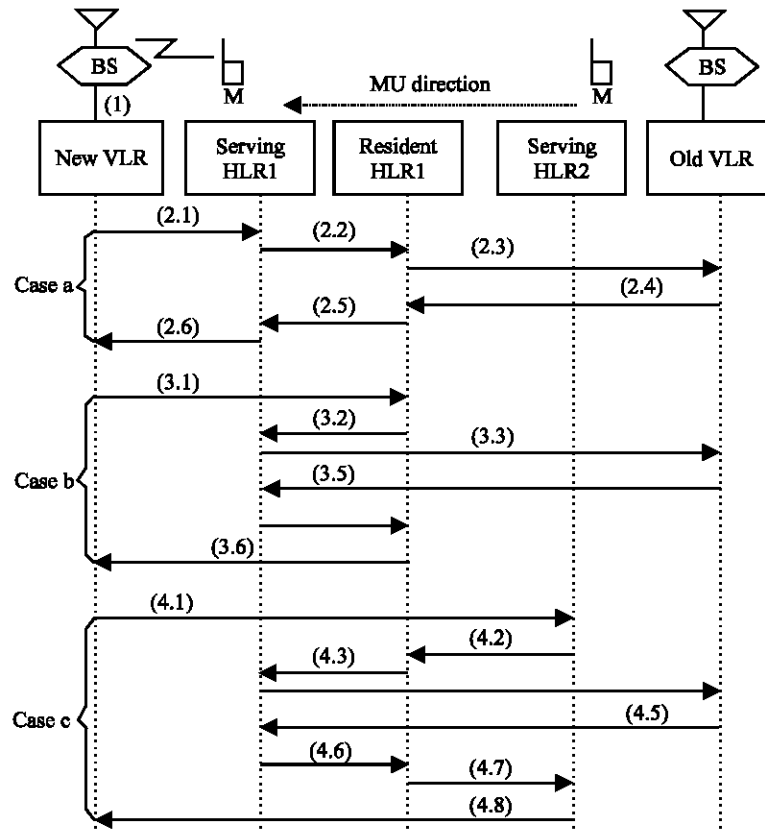 BS
M
(1)
MU direction
M
BS
New VLR
Serving
HLR1
Resident
HLR1
Serving
HLR2
Old VLR
Case a
(2.1)
(2.2)
(2.3)
(2.4)
(2.5)
(2.6)
Case b
(3.1)
(3.2)
(3.3)
(3.5)
(3.6)
Case c
(4.1)
(4.2)
(4.3)
(4.5)
(4.6)
(4.7)
(4.8)